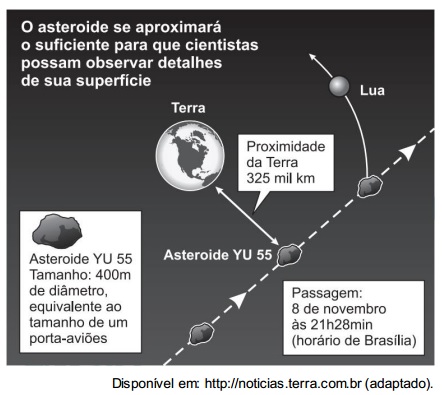 O asteroide se aproximará
o suficiente para que cientistas
possam observar detalhes
de sua superfície
Lua
Terra
Proximidade
da Terra
325 mil km
Asteroide YU 55
Asteroide YU 55
Tamanho: 400m
de diâmetro,
equivalente ao
tamanho de um
porta-aviões
Passagem:
8 de novembro
às 21h28min
(horário de Brasília)
Disponível em: http://noticias.terra.com.br (adaptado).